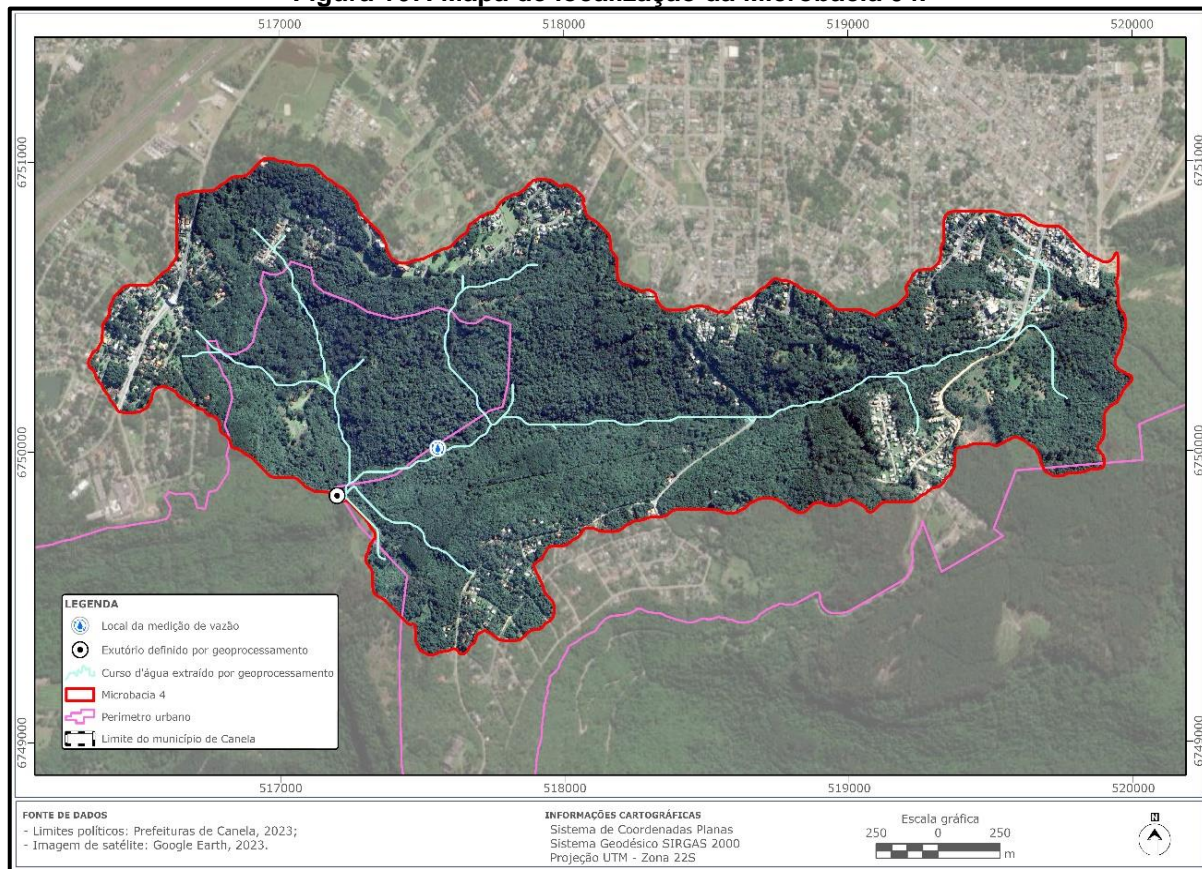 517000 518000 519000 520000
6751000 6751000
6750000 6750000
6749000 6749000
LEGENDA
Local da medição de vazão
Exutório definido por geoprocessamento
Curso d'água extraído por geoprocessamento
Microbacia 4
Perímetro urbano
Limite do município de Canela
517000 518000 519000 520000
FONTE DE DADOS
- Limites políticos: Prefeituras de Canela, 2023;
- Imagem de satélite: Google Earth, 2023.
INFORMAÇÕES CARTOGRÁFICAS
Sistema de Coordenadas Planas
Sistema Geodésico SIRGAS 2000
Projeção UTM - Zona 22S
Escala gráfica
250 0 250
m
N